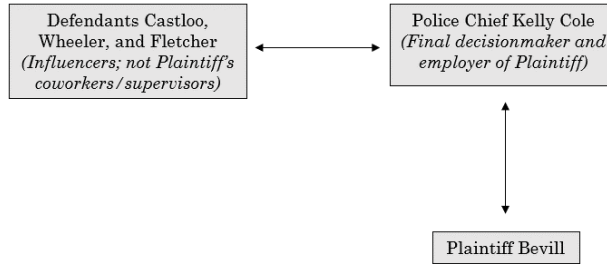 Defendants Castloo,
Wheeler, and Fletcher
(Influencers; not Plaintiff's
coworkers/supervisors)
Police Chief Kelly Cole
(Final decisionmaker and
employer of Plaintiff)
Plaintiff Bevill